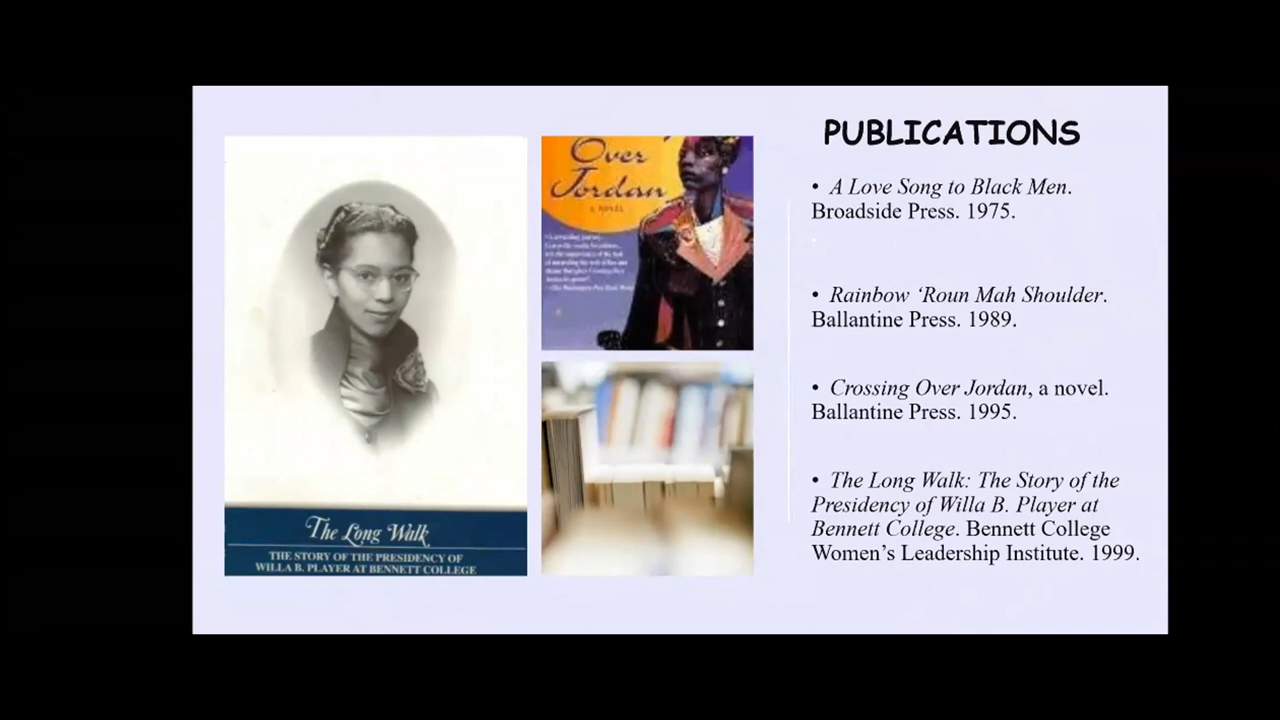 PUBLICATIONS
• A Love Song to Black Men.
Broadside Press. 1975.
• Rainbow ‘Roun Mah Shoulder.
Ballantine Press. 1989.
• Crossing Over Jordan, a novel.
Ballantine Press. 1995.
• The Long Walk: The Story of the
Presidency of Willa B. Player at
Bennett College. Bennett College
Women’s Leadership Institute. 1999.
The Long Walk
THE STORY OF THE PRESIDENCY OF
WILLA B. PLAYER AT BENNETT COLLEGE
Over
Jordan
A NOVEL